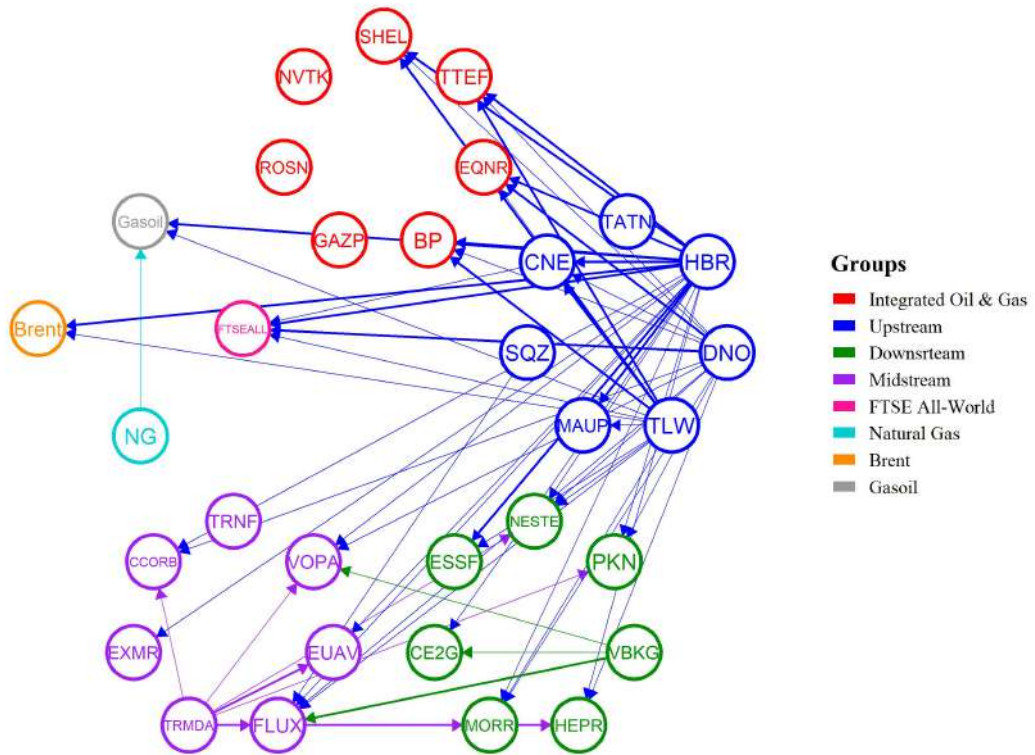 SHEL
NVTK
TTEF
ROSN
EQNR
Gasoil
TATN
GAZP
BP
CNE
HBR
Groups
Integrated Oil & Gas
Upstream
Downsrteam
Midstream
FTSE All-World
Natural Gas
Brent
Gasoil
Brent
FTSEALL
SQZ
DNO
NG
MAUP
TLW
TRNF
NESTE
CCORB
VOPA
ESSF
PKN
EXMR
EUAV
CE2G
VBKG
TRMDA
FLUX
MORR
HEPR